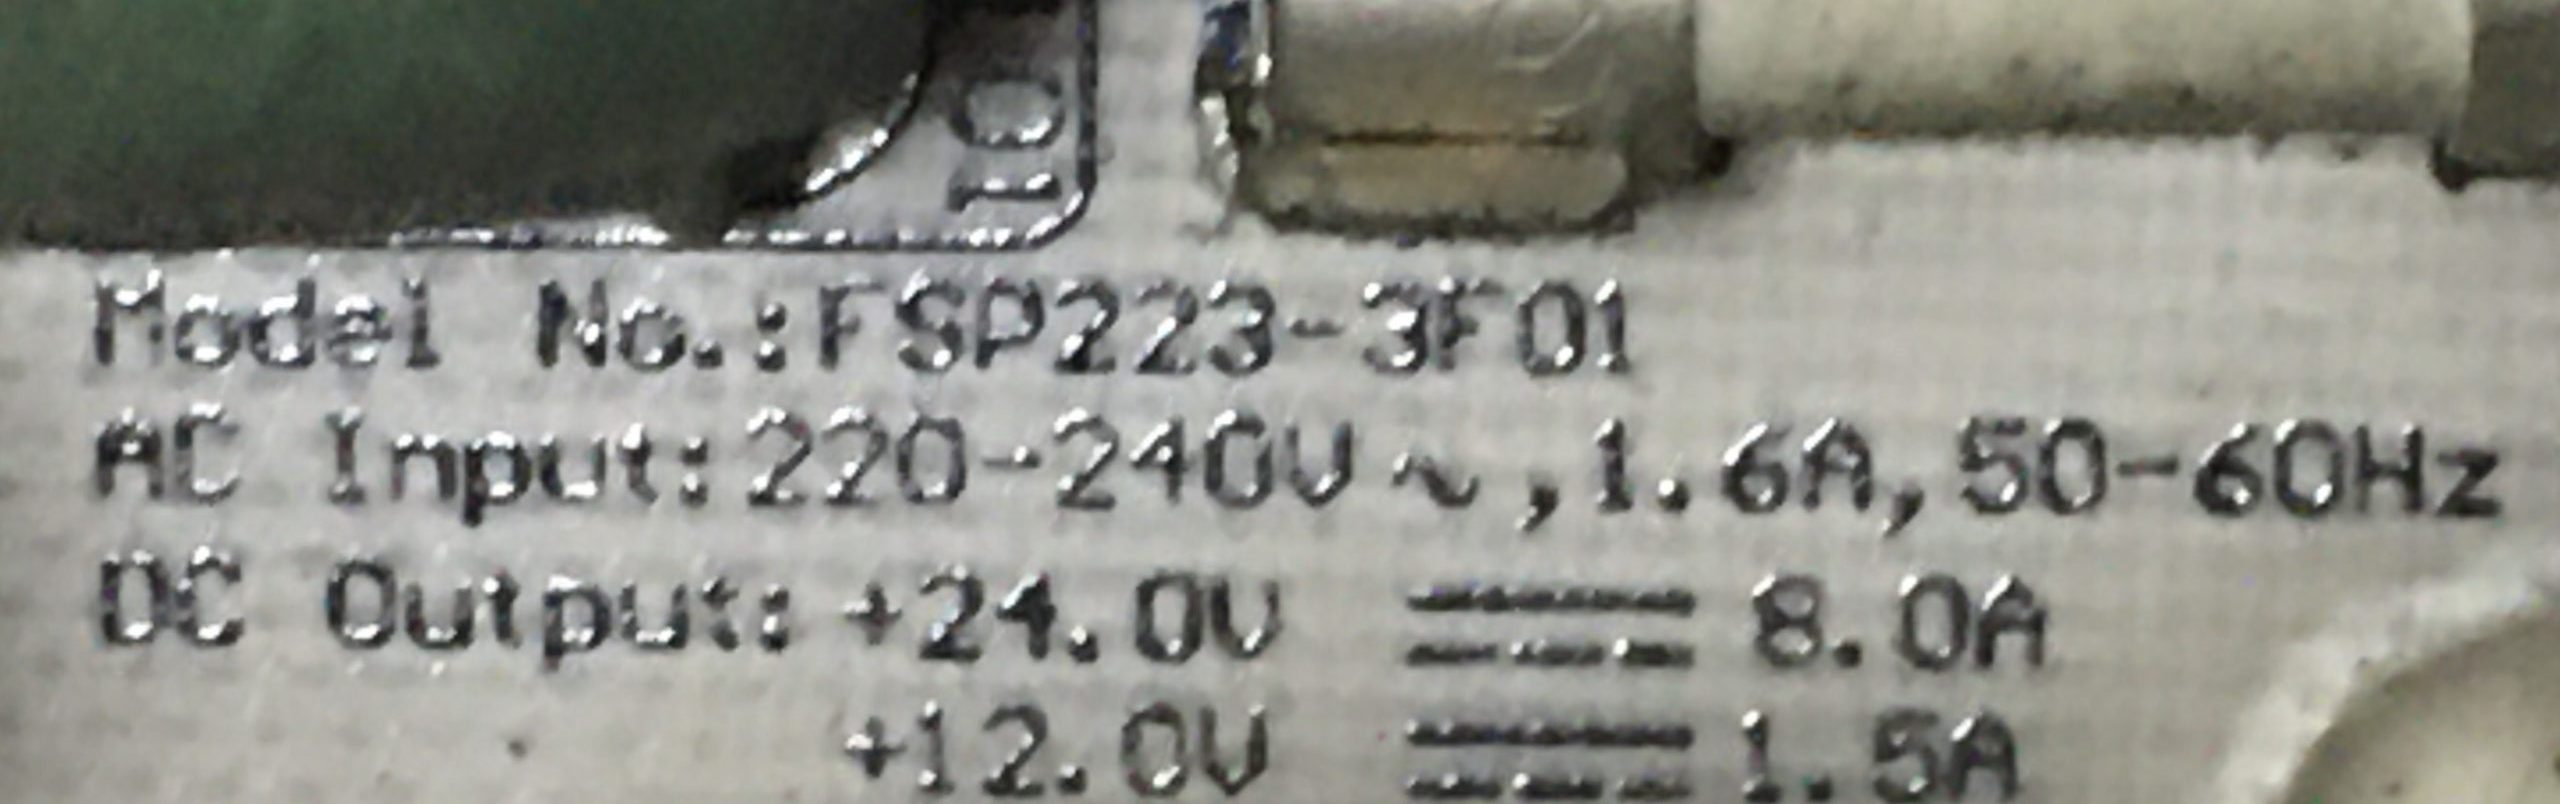 10
Model No.:FSP223-3F01
AC Input:220-240V~,1.6A,50-60Hz
DC Output: +24.0V ⎓ 8.0A
+12.0V ⎓ 1.5A